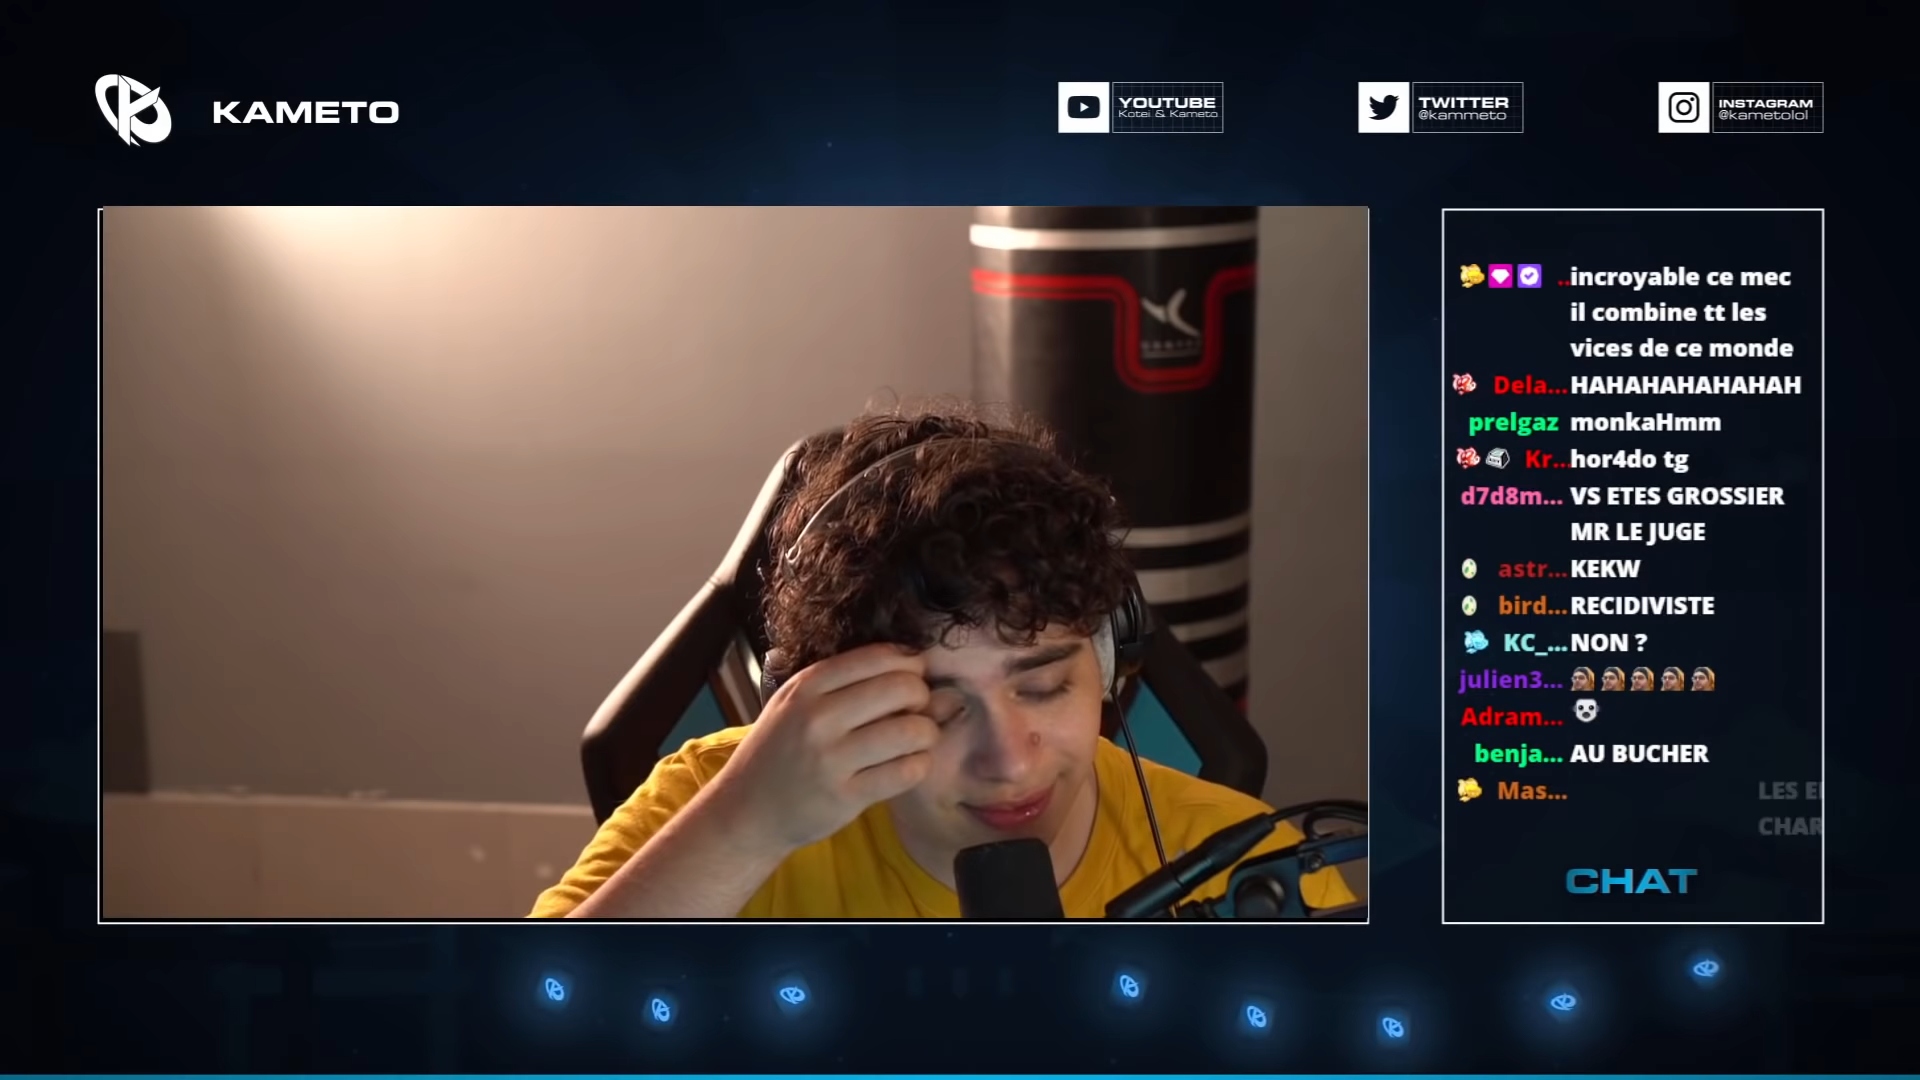 KAMETO
YOUTUBE
Kotei & Kameto
TWITTER
@kammeto
INSTAGRAM
@kametolol
..incroyable ce mec
il combine tt les
vices de ce monde
Dela... HAHAHAHAHAHAH
prelgaz monkaHmm
Kr... hor4do tg
d7d8m... VS ETES GROSSIER
MR LE JUGE
astr... KEKW
bird... RECIDIVISTE
KC_... NON ?
julien3...
Adram...
benja... AU BUCHER
Mas... LES
CHAR
CHAT